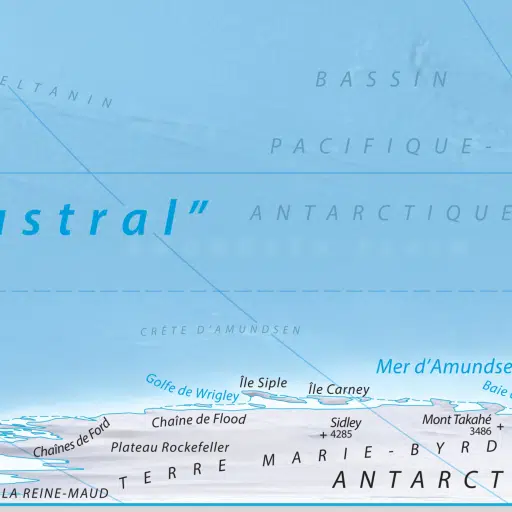 ELTANIN
BASSIN
PACIFIQUE-
ustral”
ANTARCTIQUE
CRÊTE D’AMUNDSEN
Mer d’Amundse
Golfe de Wrigley
Île Siple
Île Carney
Baie
Chaînes de Ford
Chaîne de Flood
Sidley
+ 4285
Mont Takahé
3486 +
Plateau Rockefeller
TERRE MARIE-BYRD
LA REINE-MAUD
ANTARCT